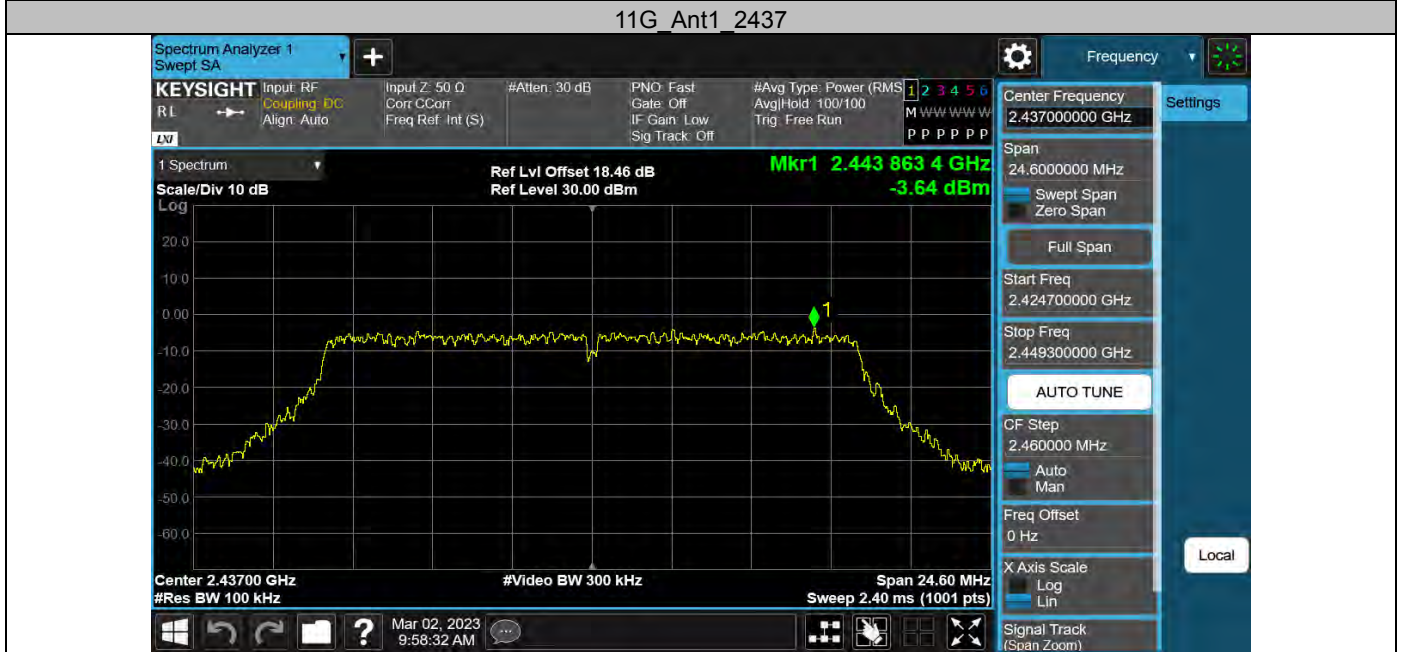 11G_Ant1_2437
Spectrum Analyzer 1
Swept SA
+
Frequency
KEYSIGHT
RL
LXI
Input: RF
Coupling: DC
Align: Auto
Input Z: 50 Ω
Corr CCorr
Freq Ref: Int (S)
#Atten: 30 dB
PNO: Fast
Gate: Off
IF Gain: Low
Sig Track: Off
#Avg Type: Power (RMS
Avg|Hold: 100/100
Trig: Free Run
1 2 3 4 5 6
M W W W W W
P P P P P P
1 Spectrum
Scale/Div 10 dB
Log
Ref Lvl Offset 18.46 dB
Ref Level 30.00 dBm
Mkr1 2.443 863 4 GHz
-3.64 dBm
20.0
10.0
0.00
-10.0
-20.0
-30.0
-40.0
-50.0
-60.0
1
Center 2.43700 GHz
#Res BW 100 kHz
#Video BW 300 kHz
Span 24.60 MHz
Sweep 2.40 ms (1001 pts)
?
Mar 02, 2023
9:58:32 AM
Center Frequency
2.437000000 GHz
Settings
Span
24.6000000 MHz
Swept Span
Zero Span
Full Span
Start Freq
2.424700000 GHz
Stop Freq
2.449300000 GHz
AUTO TUNE
CF Step
2.460000 MHz
Auto
Man
Freq Offset
0 Hz
X Axis Scale
Log
Lin
Local
Signal Track
(Span Zoom)